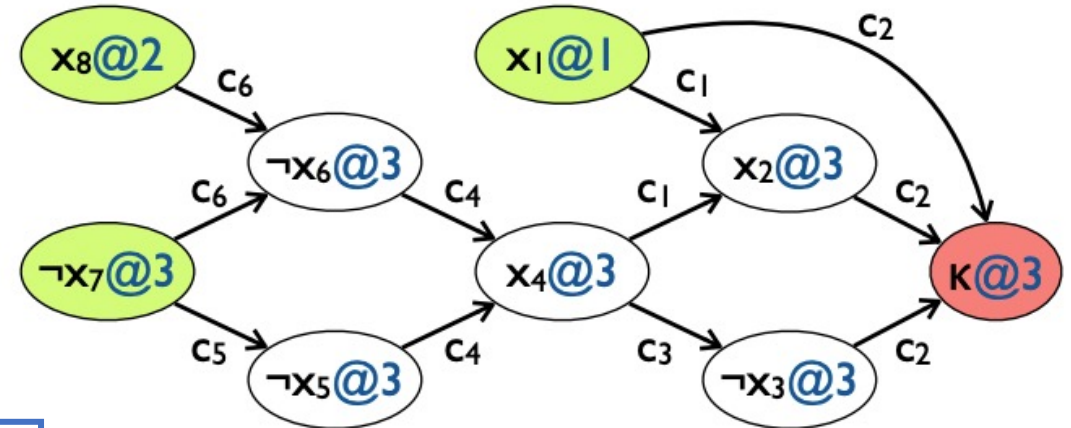 x₈@2
c₆
x₁@1
c₁
c₂
¬x₆@3
x₂@3
c₆
c₄
c₁
c₂
¬x₇@3
x₄@3
κ@3
c₅
c₄
c₃
c₂
¬x₅@3
¬x₃@3